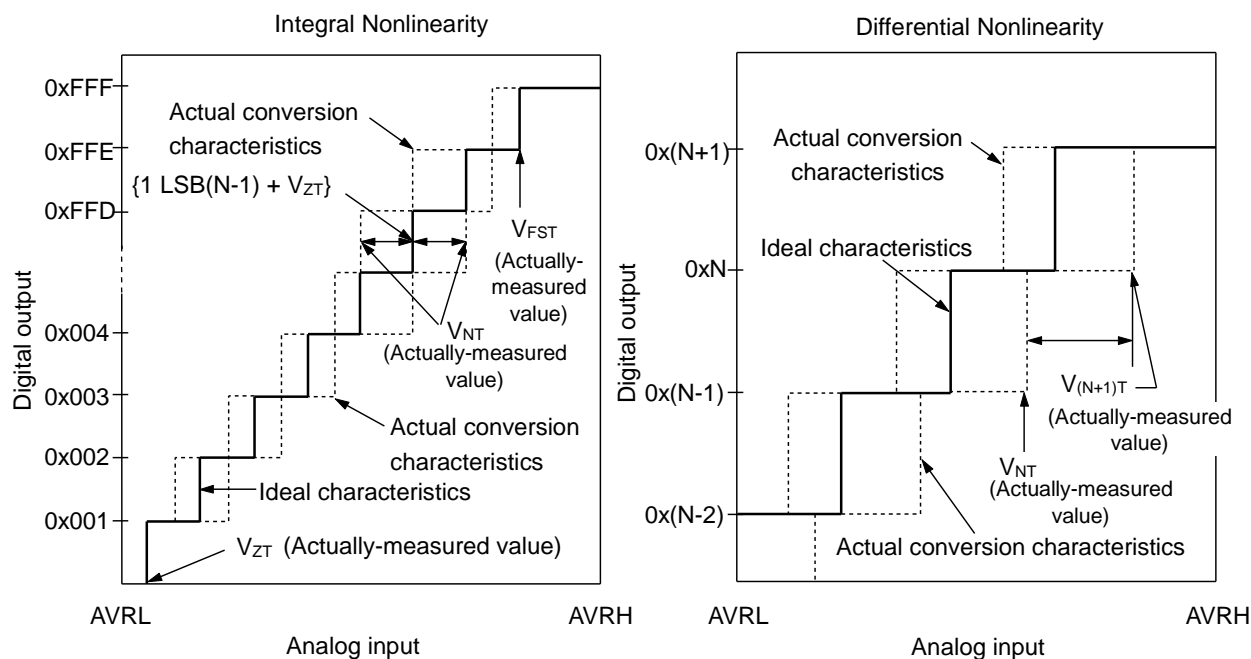 Integral Nonlinearity
0xFFF
0xFFE
0xFFD
0x004
0x003
0x002
0x001
Digital output
Actual conversion
characteristics
{1 LSB(N-1) + VZT}
VFST
(Actually-
measured
value)
VNT
(Actually-measured
value)
Actual conversion
characteristics
Ideal characteristics
VZT (Actually-measured value)
AVRL
AVRH
Analog input
Differential Nonlinearity
0x(N+1)
0xN
0x(N-1)
0x(N-2)
Digital output
Actual conversion
characteristics
Ideal characteristics
V(N+1)T
(Actually-measured
value)
VNT
(Actually-measured
value)
Actual conversion characteristics
AVRL
AVRH
Analog input